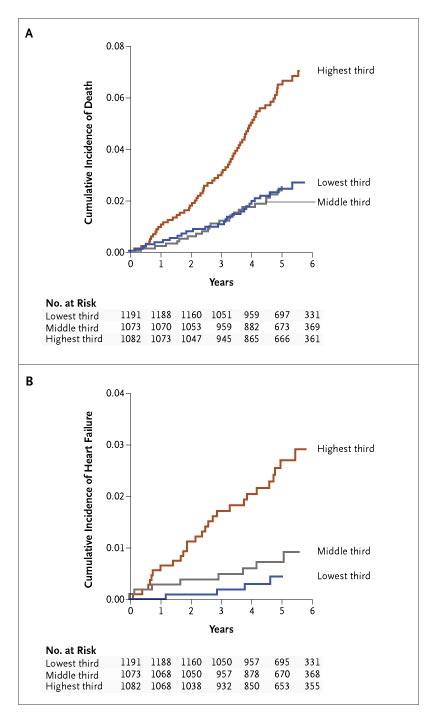 A
0.08
0.06
0.04
0.02
0.00
Cumulative Incidence of Death
Highest third
Lowest third
Middle third
0 1 2 3 4 5 6
Years
No. at Risk
Lowest third 1191 1188 1160 1051 959 697 331
Middle third 1073 1070 1053 959 882 673 369
Highest third 1082 1073 1047 945 865 666 361
B
0.04
0.03
0.02
0.01
0.00
Cumulative Incidence of Heart Failure
Highest third
Middle third
Lowest third
0 1 2 3 4 5 6
Years
No. at Risk
Lowest third 1191 1188 1160 1050 957 695 331
Middle third 1073 1068 1050 957 878 670 368
Highest third 1082 1068 1038 932 850 653 355